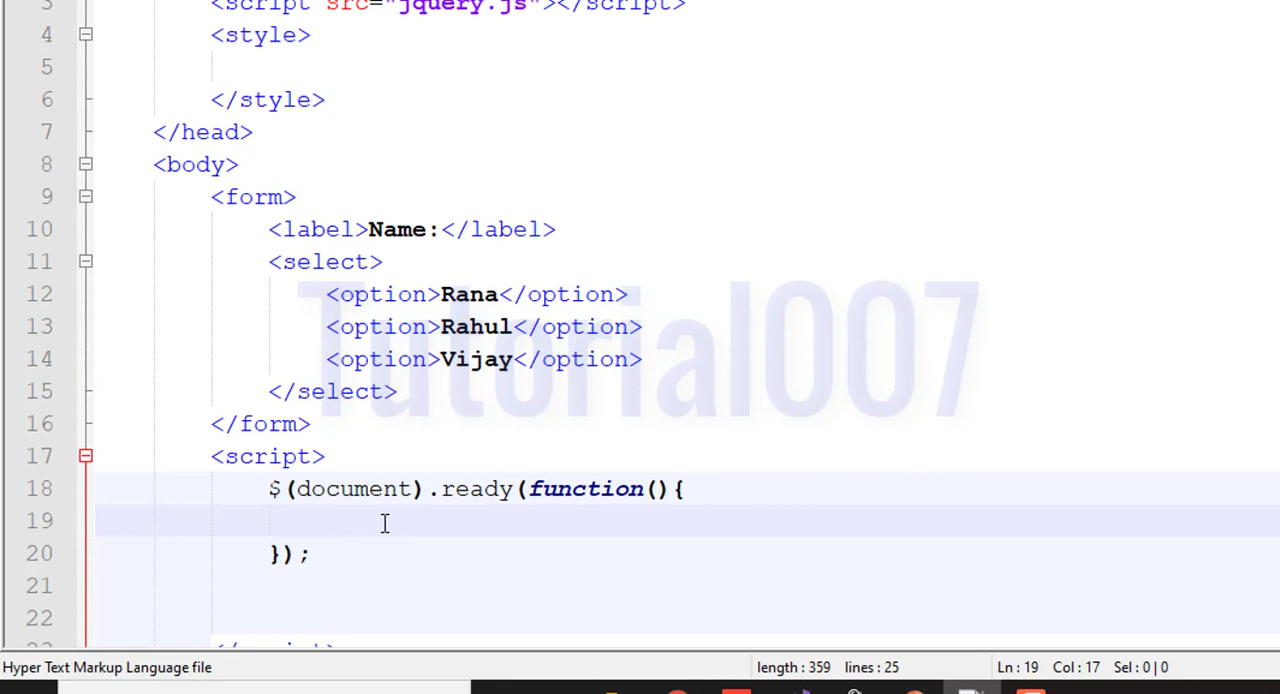 3 <script src="jquery.js"></script>
4 <style>
5
6 </style>
7 </head>
8 <body>
9 <form>
10 <label>Name:</label>
11 <select>
12 <option>Rana</option>
13 <option>Rahul</option>
14 <option>Vijay</option>
15 </select>
16 </form>
17 <script>
18 $(document).ready(function(){
19
20 });
21
22
23 </script>
Tutorial007
Hyper Text Markup Language file length : 359 lines : 25 Ln : 19 Col : 17 Sel : 0 | 0